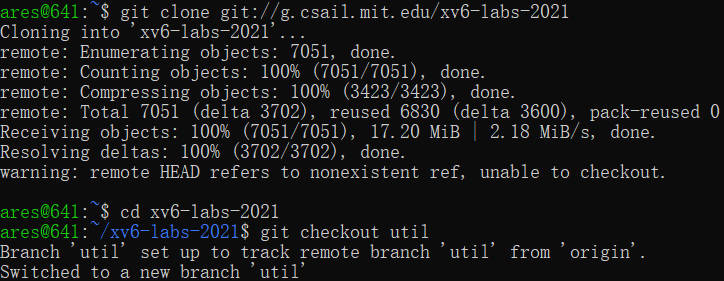 ares@641:~$ git clone git://g.csail.mit.edu/xv6-labs-2021
Cloning into 'xv6-labs-2021'...
remote: Enumerating objects: 7051, done.
remote: Counting objects: 100% (7051/7051), done.
remote: Compressing objects: 100% (3423/3423), done.
remote: Total 7051 (delta 3702), reused 6830 (delta 3600), pack-reused 0
Receiving objects: 100% (7051/7051), 17.20 MiB | 2.18 MiB/s, done.
Resolving deltas: 100% (3702/3702), done.
warning: remote HEAD refers to nonexistent ref, unable to checkout.
ares@641:~$ cd xv6-labs-2021
ares@641:~/xv6-labs-2021$ git checkout util
Branch 'util' set up to track remote branch 'util' from 'origin'.
Switched to a new branch 'util'